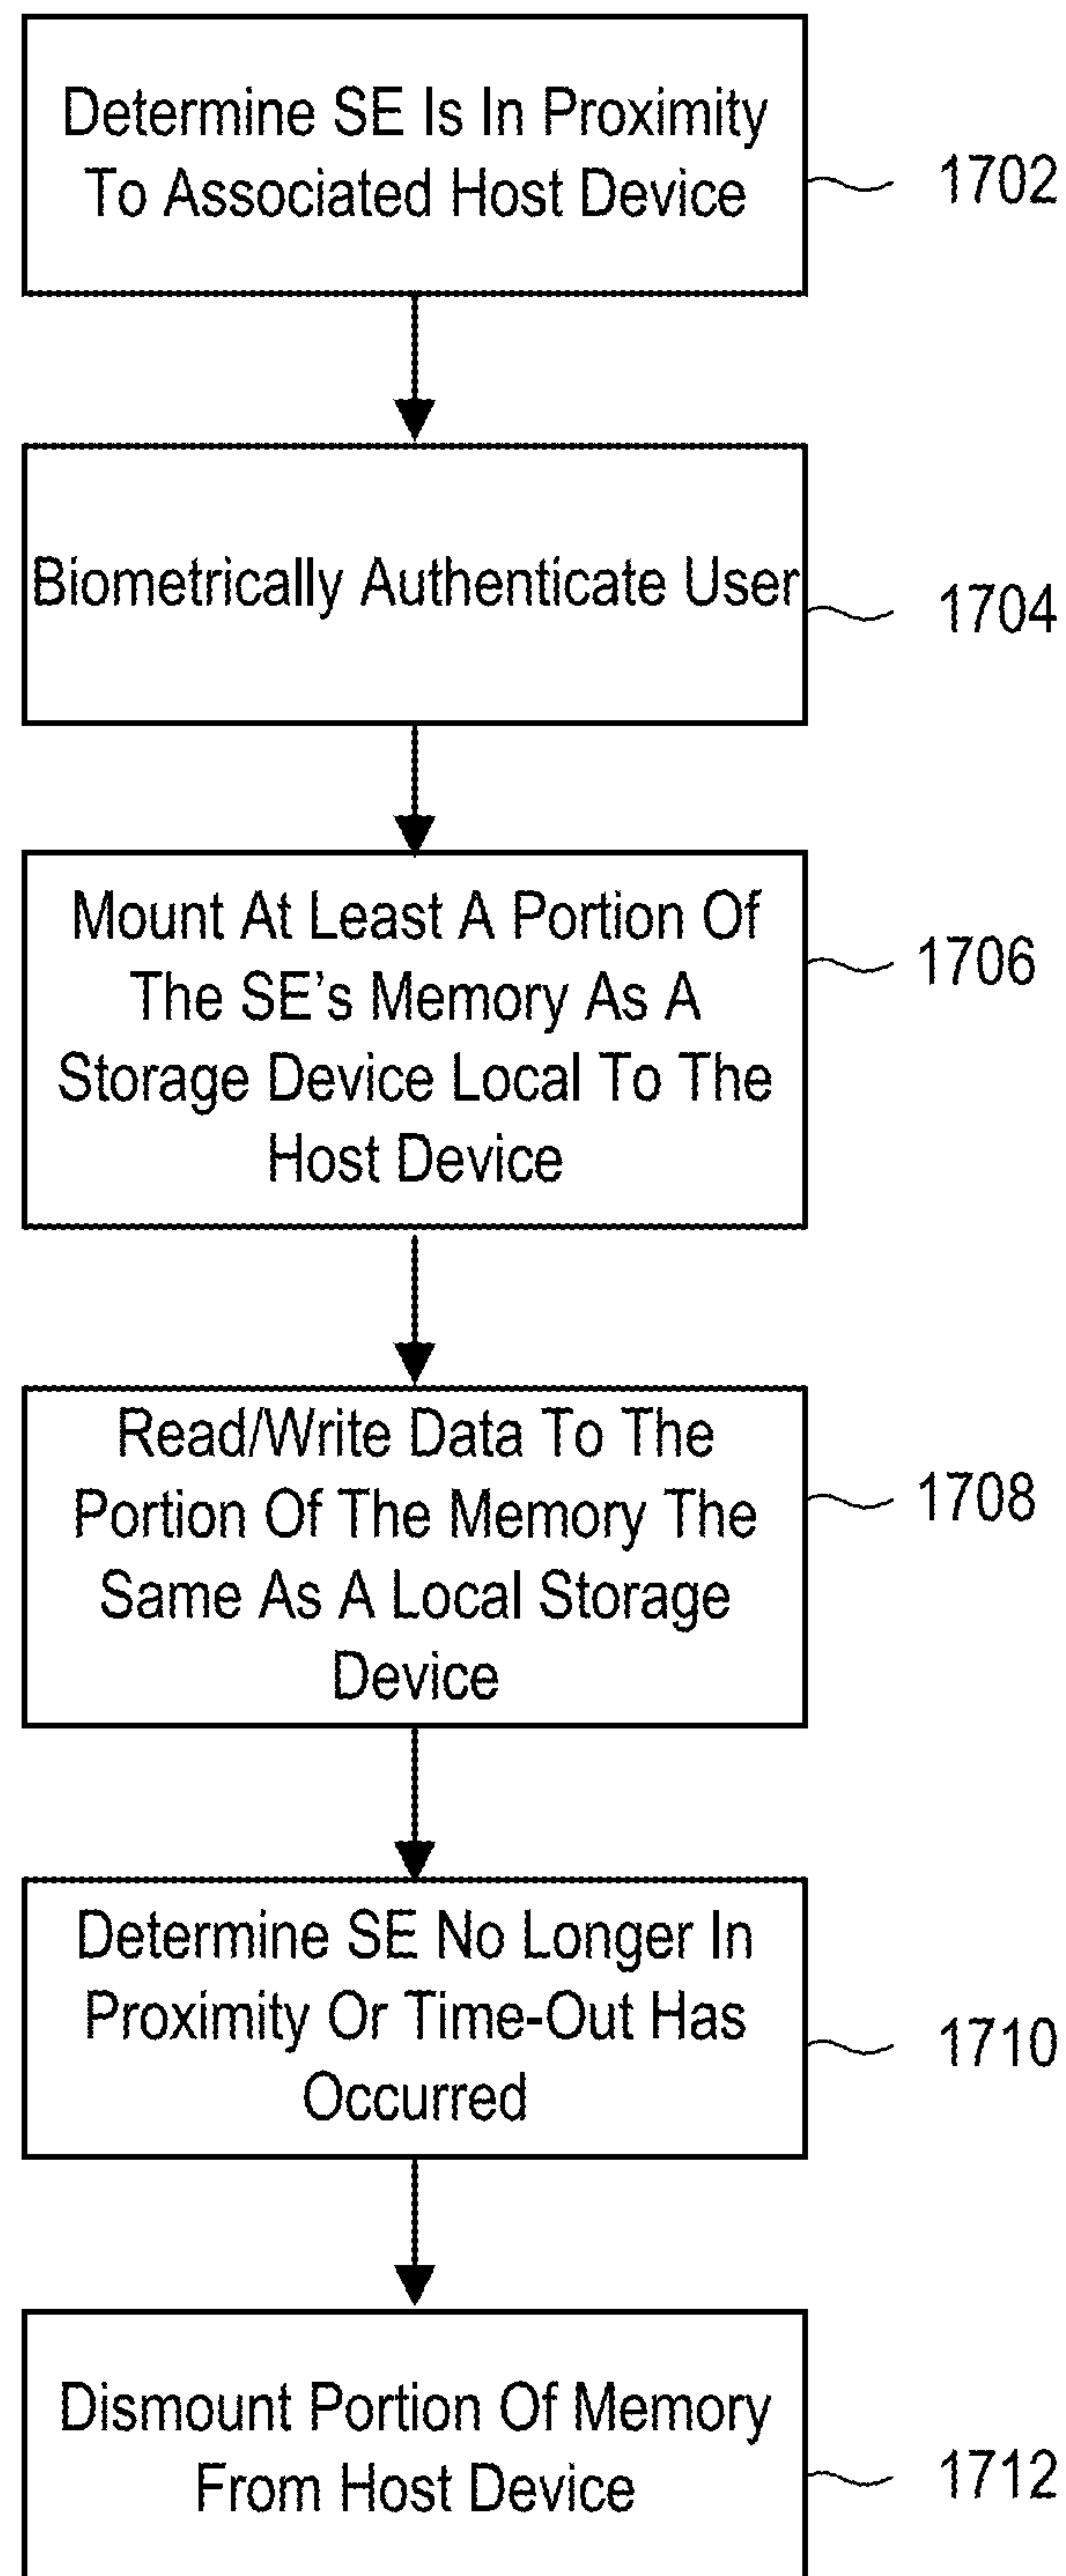 Determine SE Is In Proximity
To Associated Host Device
1702
Biometrically Authenticate User
1704
Mount At Least A Portion Of
The SE's Memory As A
Storage Device Local To The
Host Device
1706
Read/Write Data To The
Portion Of The Memory The
Same As A Local Storage
Device
1708
Determine SE No Longer In
Proximity Or Time-Out Has
Occurred
1710
Dismount Portion Of Memory
From Host Device
1712